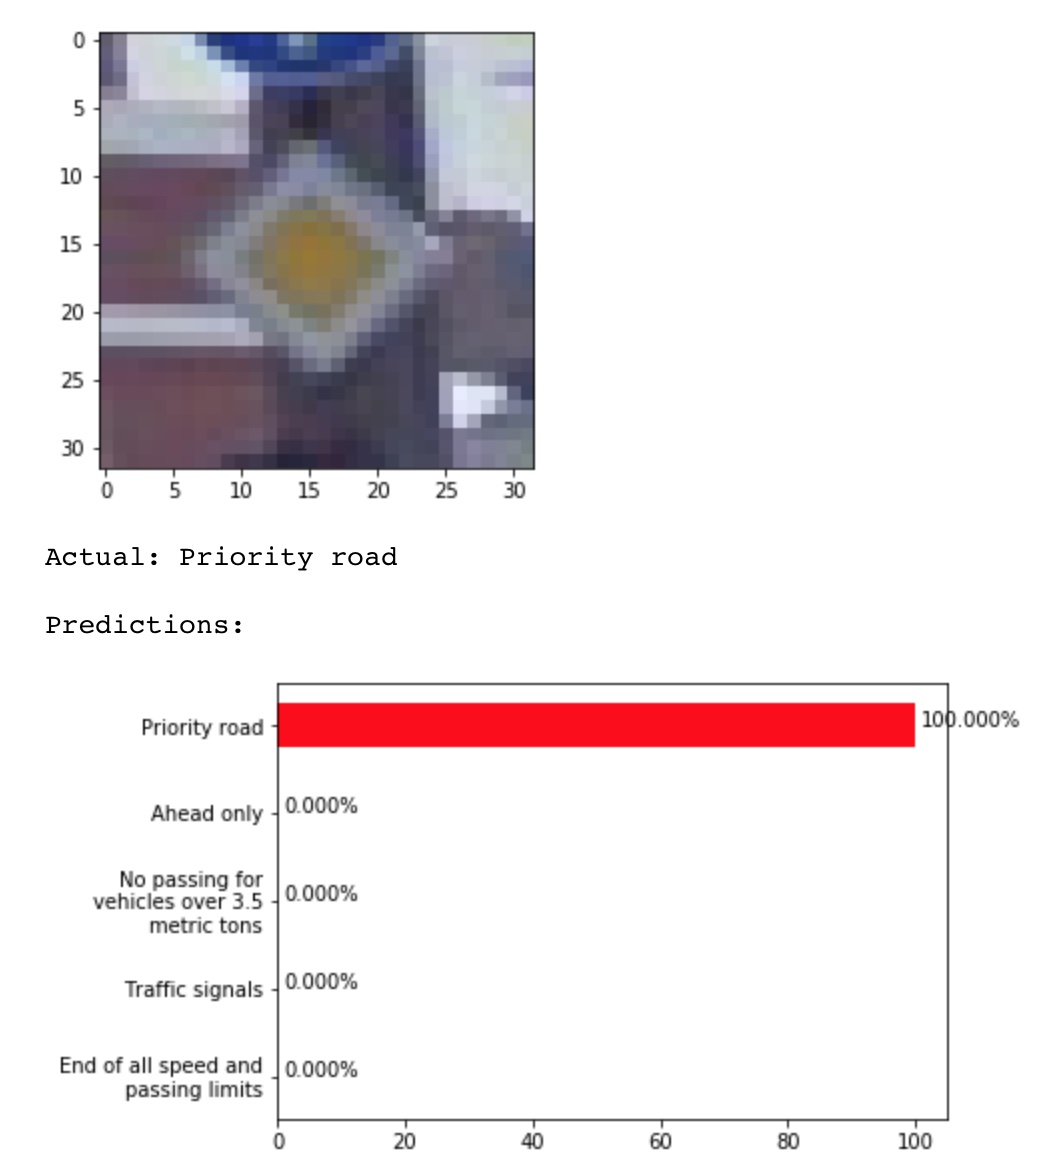 0
5
10
15
20
25
30
0 5 10 15 20 25 30
Actual: Priority road
Predictions:
Priority road 100.000%
Ahead only 0.000%
No passing for
vehicles over 3.5
metric tons
0.000%
Traffic signals 0.000%
End of all speed and
passing limits
0.000%
0 20 40 60 80 100